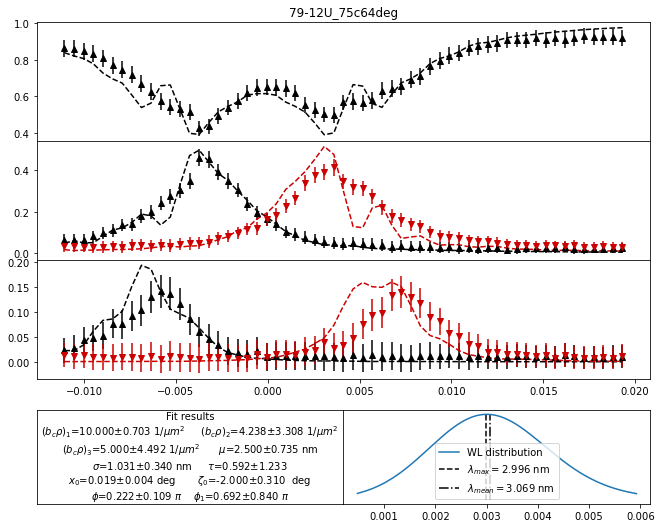 79-12U_75c64deg
1.0
0.8
0.6
0.4
0.4
0.2
0.0
0.20
0.15
0.10
0.05
0.00
−0.010 −0.005 0.000 0.005 0.010 0.015 0.020
Fit results
(b_cρ)_1=10.000±0.703 1/μm^2 (b_cρ)_2=4.238±3.308 1/μm^2
(b_cρ)_3=5.000±4.492 1/μm^2 μ=2.500±0.735 nm
σ=1.031±0.340 nm τ=0.592±1.233
x_0=0.019±0.004 deg ζ_0=-2.000±0.310 deg
ϕ=0.222±0.109 π ϕ_1=0.692±0.840 π
WL distribution
λ_max=2.996 nm
λ_mean=3.069 nm
0.001 0.002 0.003 0.004 0.005 0.006